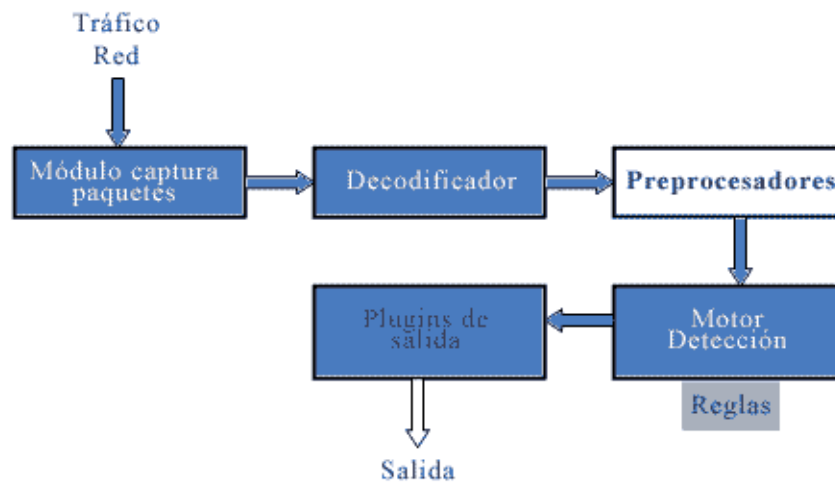 Tráfico
Red
Módulo captura
paquetes
Decodificador
Preprocesadores
Plugins de
salida
Motor
Detección
Reglas
Salida